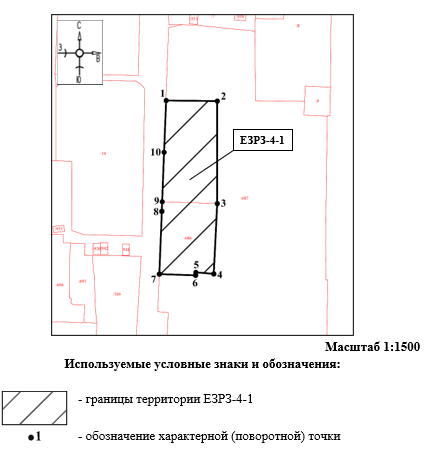 С
З
В
Ю
1
2
ЕЗРЗ-4-1
10
9
3
8
5
7
6
4
Масштаб 1:1500
Используемые условные знаки и обозначения:
- границы территории ЕЗРЗ-4-1
1 - обозначение характерной (поворотной) точки